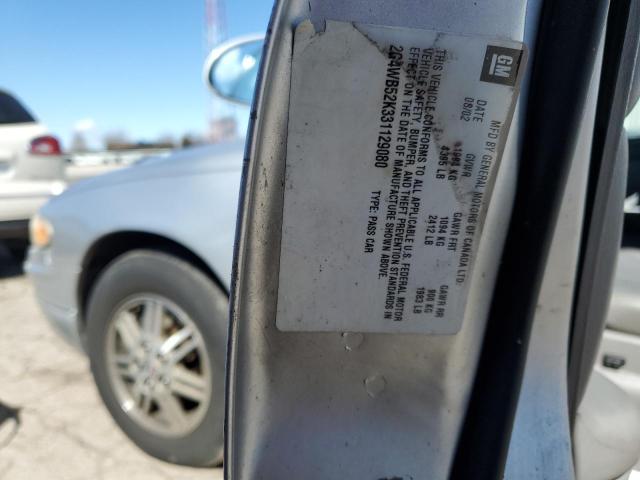 GM
MFD BY GENERAL MOTORS OF CANADA LTD.
DATE GVWR GAWR FRT GAWR RR
08/02 KG 1094 KG 900 KG
4395 LB 2412 LB 1983 LB
THIS VEHICLE CONFORMS TO ALL APPLICABLE U.S. FEDERAL MOTOR
VEHICLE SAFETY, BUMPER, AND THEFT PREVENTION STANDARDS IN
EFFECT ON THE DATE OF MANUFACTURE SHOWN ABOVE.
2G4WB52K331129080 TYPE: PASS CAR